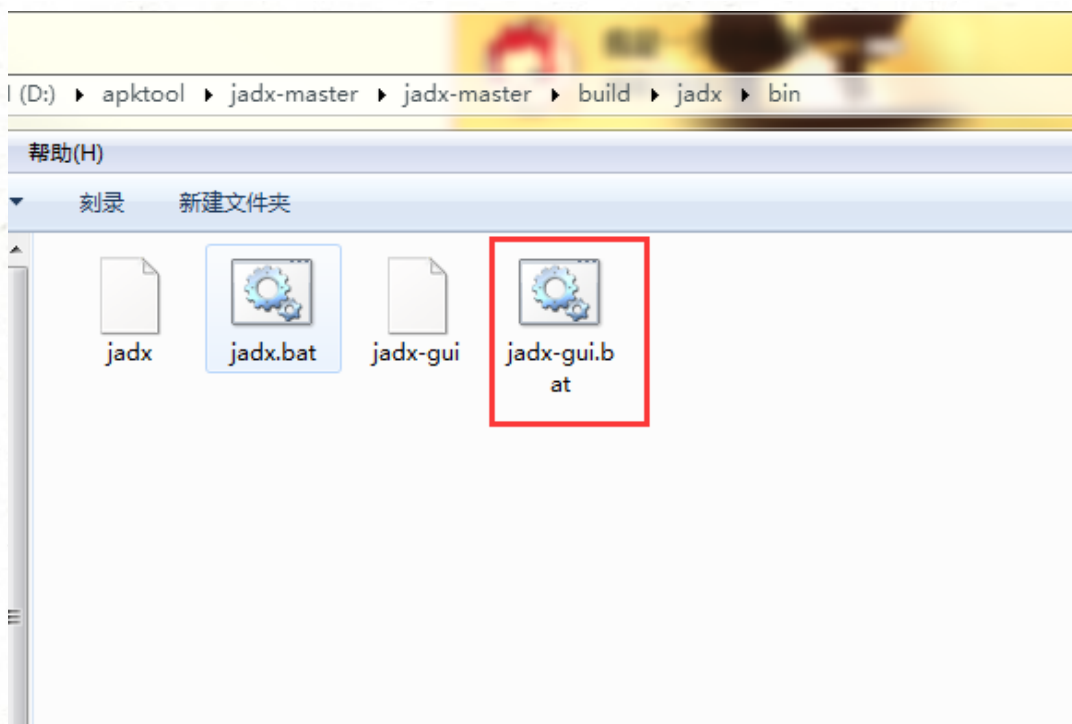 (D:) ▸ apktool ▸ jadx-master ▸ jadx-master ▸ build ▸ jadx ▸ bin
帮助(H)
刻录 新建文件夹
jadx
jadx.bat
jadx-gui
jadx-gui.b
at